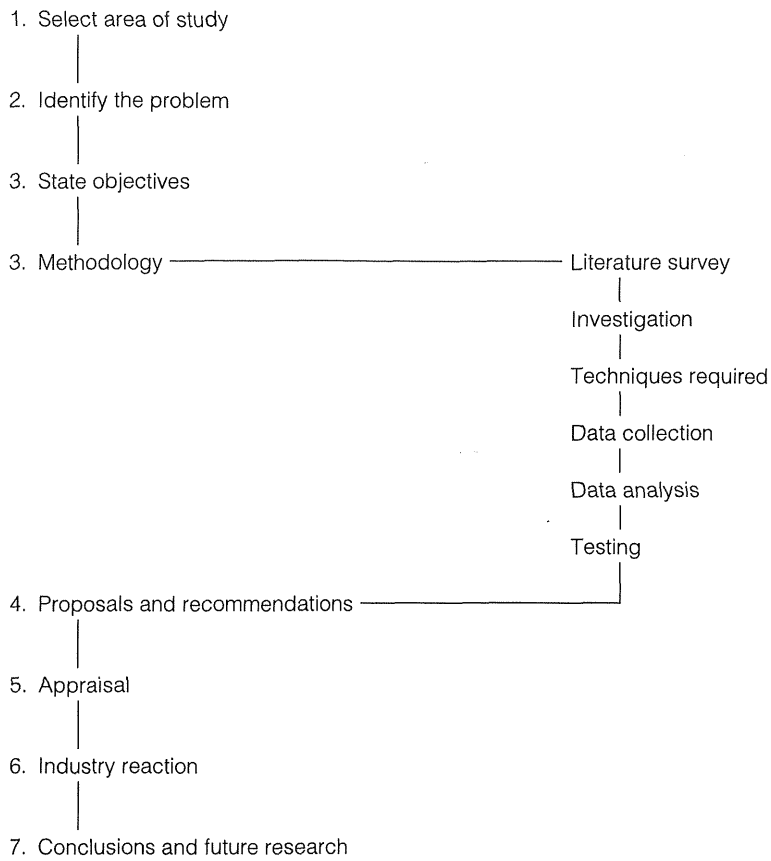 1. Select area of study
2. Identify the problem
3. State objectives
3. Methodology
Literature survey
Investigation
Techniques required
Data collection
Data analysis
Testing
4. Proposals and recommendations
5. Appraisal
6. Industry reaction
7. Conclusions and future research